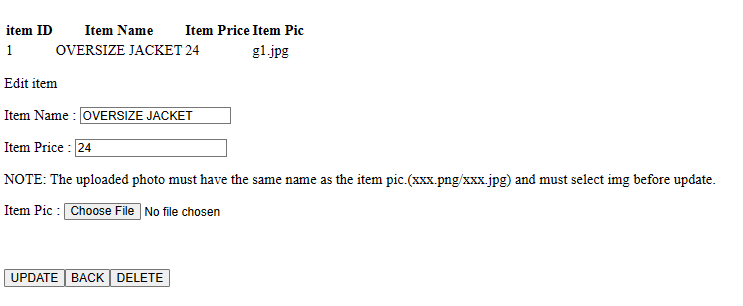 item ID Item Name Item Price Item Pic
1 OVERSIZE JACKET 24 g1.jpg
Edit item
Item Name : OVERSIZE JACKET
Item Price : 24
NOTE: The uploaded photo must have the same name as the item pic.(xxx.png/xxx.jpg) and must select img before update.
Item Pic : Choose File No file chosen
UPDATE BACK DELETE